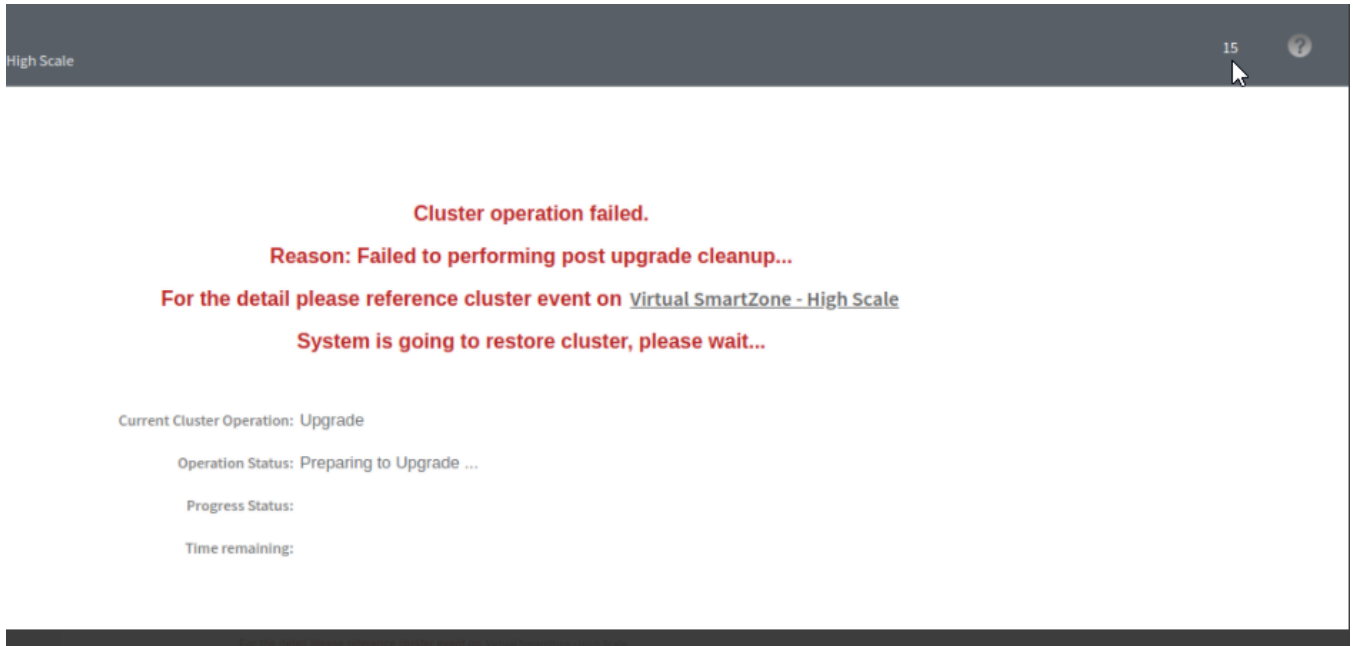 High Scale
15
?
Cluster operation failed.
Reason: Failed to performing post upgrade cleanup...
For the detail please reference cluster event on Virtual SmartZone - High Scale
System is going to restore cluster, please wait...
Current Cluster Operation: Upgrade
Operation Status: Preparing to Upgrade ...
Progress Status:
Time remaining: